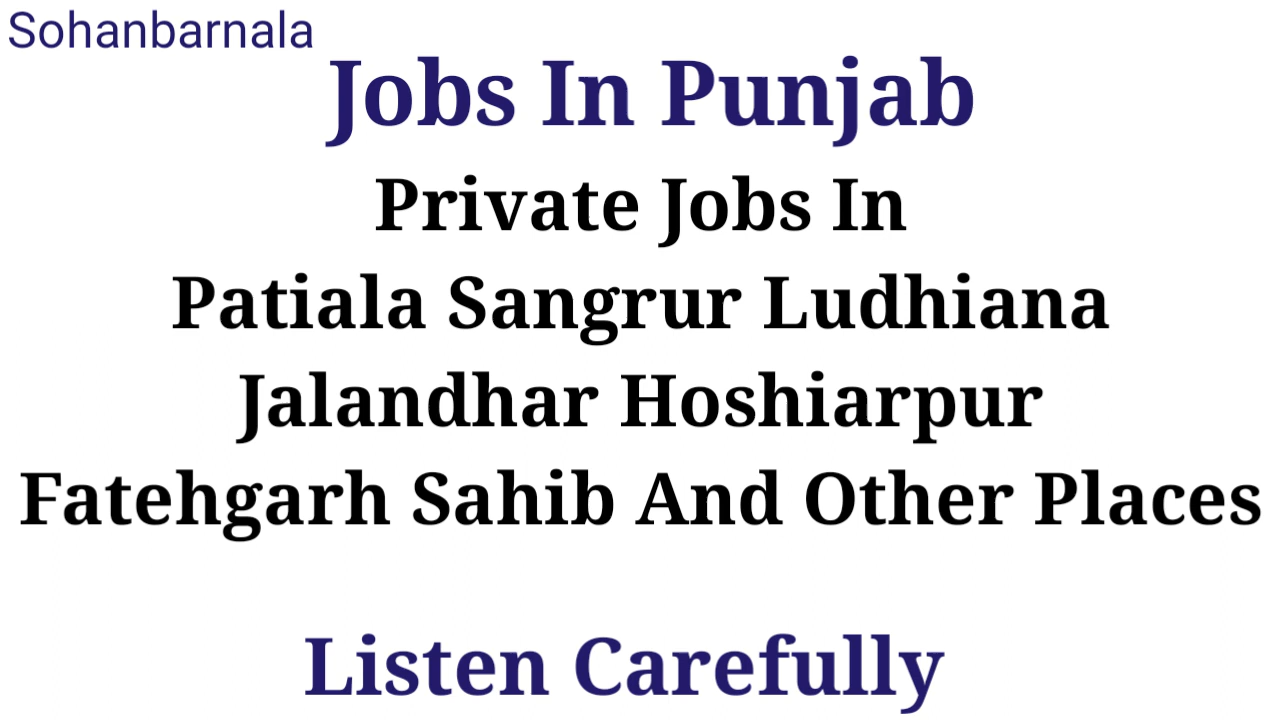 Sohanbarnala
Jobs In Punjab
Private Jobs In
Patiala Sangrur Ludhiana
Jalandhar Hoshiarpur
Fatehgarh Sahib And Other Places
Listen Carefully